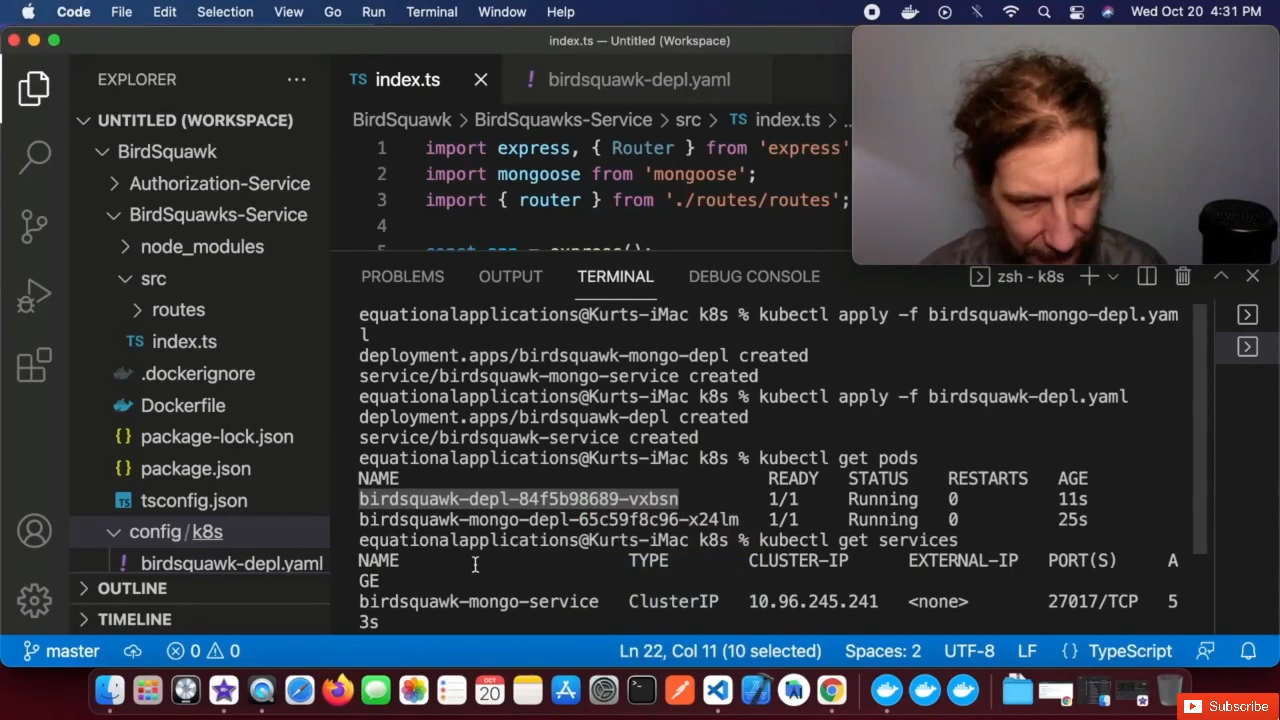 Code File Edit Selection View Go Run Terminal Window Help Wed Oct 20 4:31 PM
index.ts — Untitled (Workspace)
EXPLORER
TS index.ts
! birdsquawk-depl.yaml
UNTITLED (WORKSPACE)
BirdSquawk > BirdSquawks-Service > src > TS index.ts > ...
BirdSquawk
Authorization-Service
BirdSquawks-Service
node_modules
src
routes
TS index.ts
.dockerignore
Dockerfile
{} package-lock.json
{} package.json
tsconfig.json
config / k8s
! birdsquawk-depl.yaml
OUTLINE
TIMELINE
1 import express, { Router } from 'express'
2 import mongoose from 'mongoose';
3 import { router } from './routes/routes';
4
5 const app = express();
PROBLEMS OUTPUT TERMINAL DEBUG CONSOLE zsh - k8s
equationalapplications@Kurts-iMac k8s % kubectl apply -f birdsquawk-mongo-depl.yam
l
deployment.apps/birdsquawk-mongo-depl created
service/birdsquawk-mongo-service created
equationalapplications@Kurts-iMac k8s % kubectl apply -f birdsquawk-depl.yaml
deployment.apps/birdsquawk-depl created
service/birdsquawk-service created
equationalapplications@Kurts-iMac k8s % kubectl get pods
NAME READY STATUS RESTARTS AGE
birdsquawk-depl-84f5b98689-vxbsn 1/1 Running 0 11s
birdsquawk-mongo-depl-65c59f8c96-x24lm 1/1 Running 0 25s
equationalapplications@Kurts-iMac k8s % kubectl get services
NAME TYPE CLUSTER-IP EXTERNAL-IP PORT(S) A
GE
birdsquawk-mongo-service ClusterIP 10.96.245.241 <none> 27017/TCP 5
3s
master 0 0 Ln 22, Col 11 (10 selected) Spaces: 2 UTF-8 LF {} TypeScript
OCT
20
Subscribe